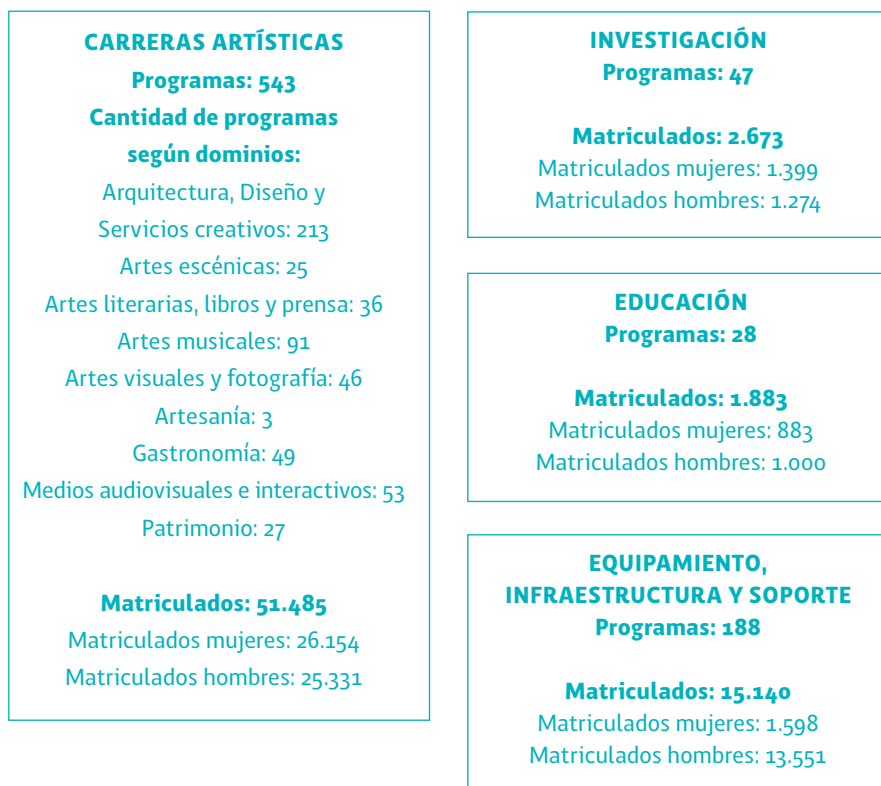 CARRERAS ARTÍSTICAS
Programas: 543
Cantidad de programas
según dominios:
Arquitectura, Diseño y
Servicios creativos: 213
Artes escénicas: 25
Artes literarias, libros y prensa: 36
Artes musicales: 91
Artes visuales y fotografía: 46
Artesanía: 3
Gastronomía: 49
Medios audiovisuales e interactivos: 53
Patrimonio: 27
Matriculados: 51.485
Matriculados mujeres: 26.154
Matriculados hombres: 25.331
INVESTIGACIÓN
Programas: 47
Matriculados: 2.673
Matriculados mujeres: 1.399
Matriculados hombres: 1.274
EDUCACIÓN
Programas: 28
Matriculados: 1.883
Matriculados mujeres: 883
Matriculados hombres: 1.000
EQUIPAMIENTO,
INFRAESTRUCTURA Y SOPORTE
Programas: 188
Matriculados: 15.140
Matriculados mujeres: 1.598
Matriculados hombres: 13.551